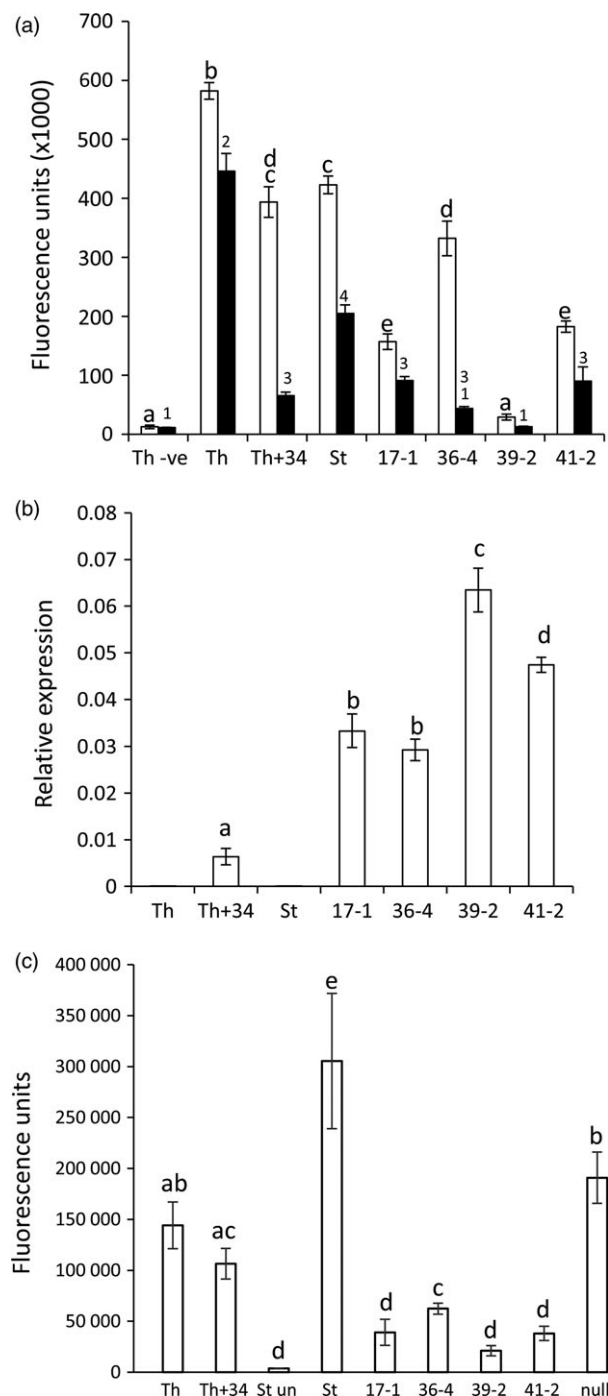 (a)
Fluorescence units (x1000)
700
600
500
400
300
200
100
0
a 1
b 2
d
c 3
c 4
e 3
d 3
1
a 1
e 3
Th -ve Th Th+34 St 17-1 36-4 39-2 41-2
(b)
Relative expression
0.08
0.07
0.06
0.05
0.04
0.03
0.02
0.01
0
a b b c d
Th Th+34 St 17-1 36-4 39-2 41-2
(c)
Fluorescence units
400 000
350 000
300 000
250 000
200 000
150 000
100 000
50 000
0
ab ac d e d c d d b
Th Th+34 St un St 17-1 36-4 39-2 41-2 null